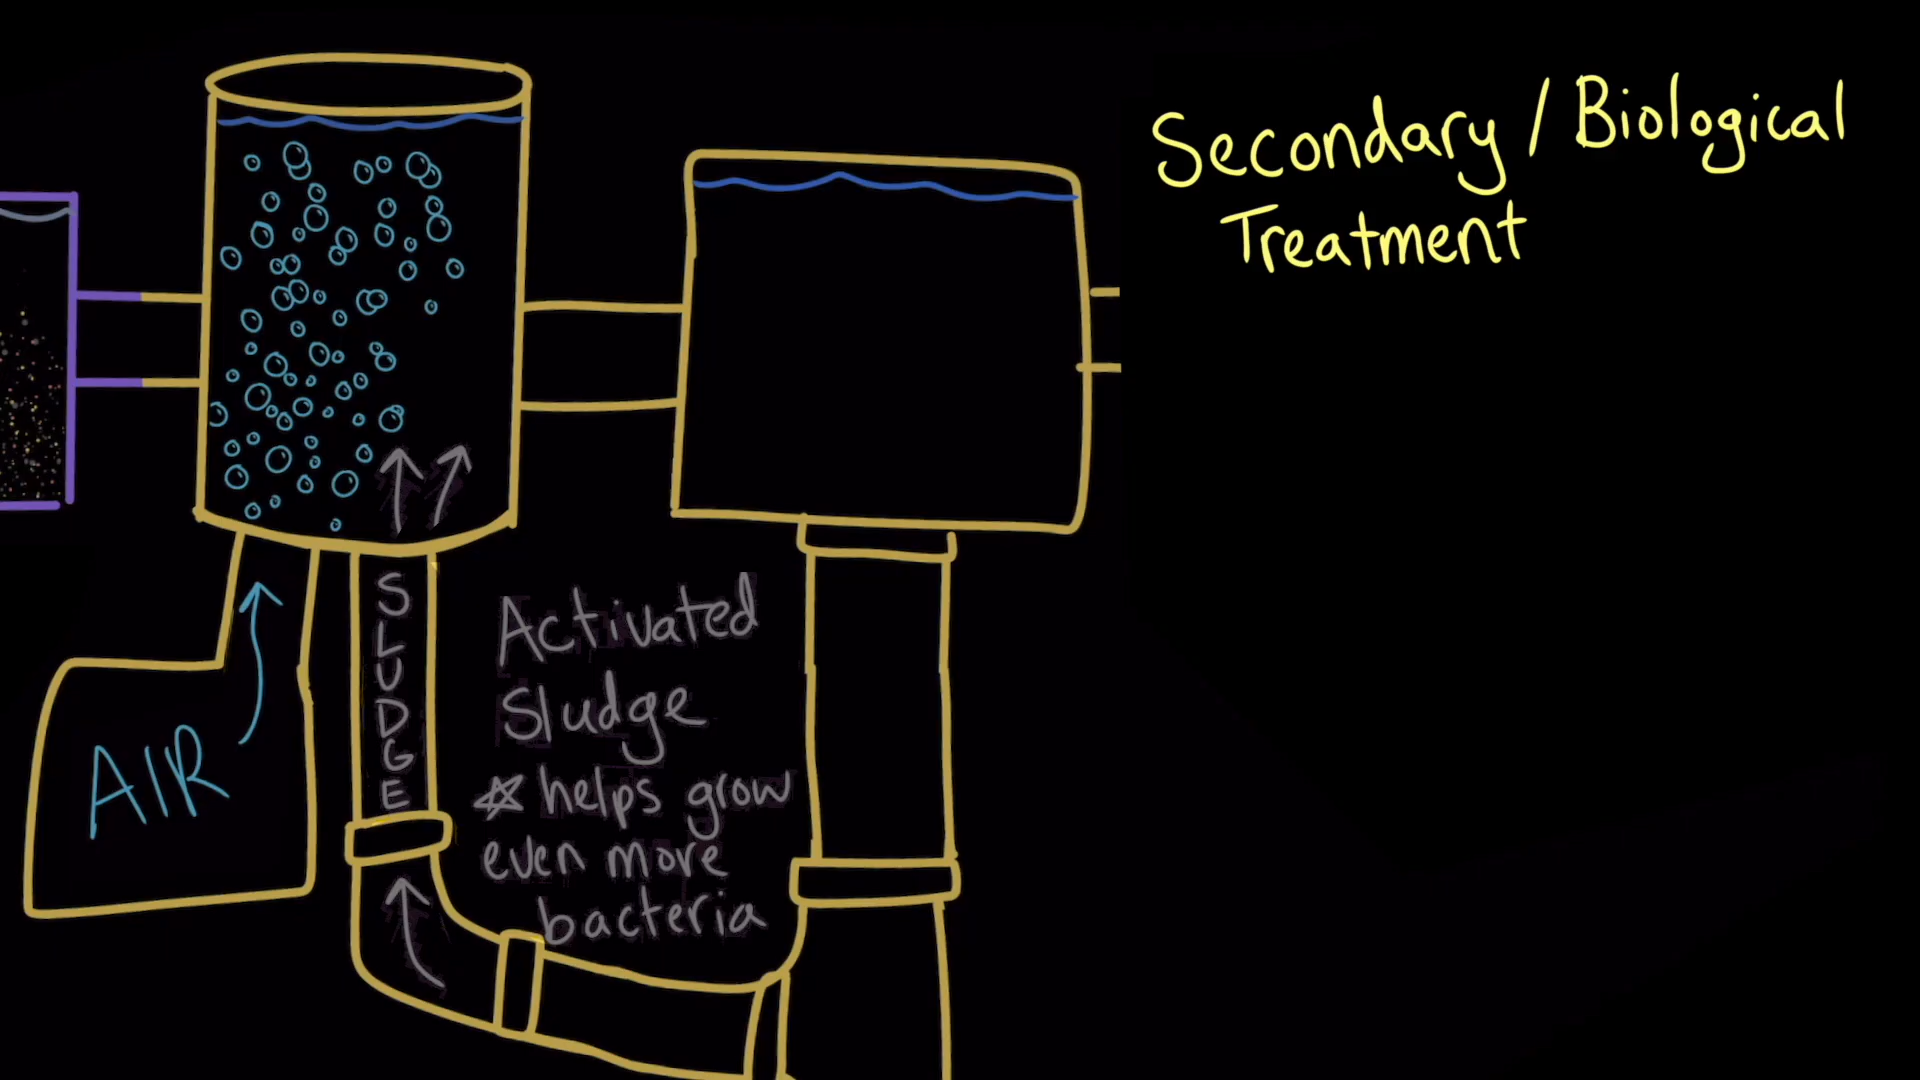 Secondary / Biological
Treatment
SLUDGE
AIR
Activated
Sludge
☆ helps grow
even more
bacteria